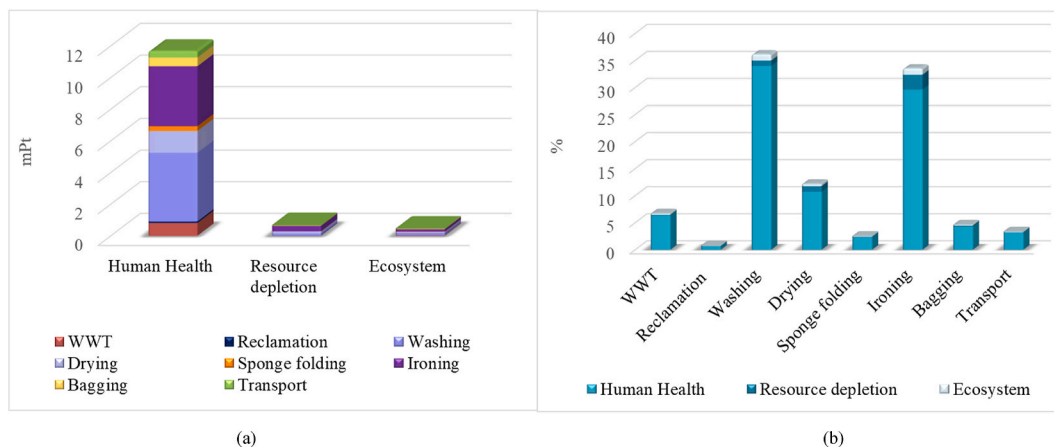 12
10
8
6
4
2
0
mPt
Human Health
Resource
depletion
Ecosystem
WWT
Reclamation
Washing
Drying
Sponge folding
Ironing
Bagging
Transport
(a)
40
35
30
25
20
15
10
5
0
%
WWT
Reclamation
Washing
Drying
Sponge folding
Ironing
Bagging
Transport
Human Health
Resource depletion
Ecosystem
(b)